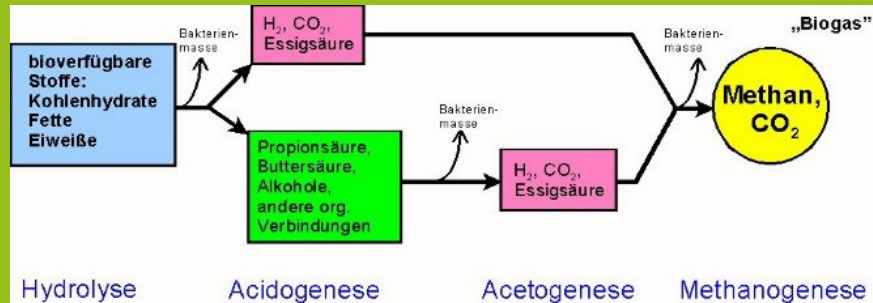 bioverfügbare
Stoffe:
Kohlenhydrate
Fette
Eiweiße
Bakterien-
masse
H₂, CO₂,
Essigsäure
Propionsäure,
Buttersäure,
Alkohole,
andere org.
Verbindungen
Bakterien-
masse
H₂, CO₂,
Essigsäure
Bakterien-
masse
„Biogas"
Methan,
CO₂
Hydrolyse
Acidogenese
Acetogenese
Methanogenese